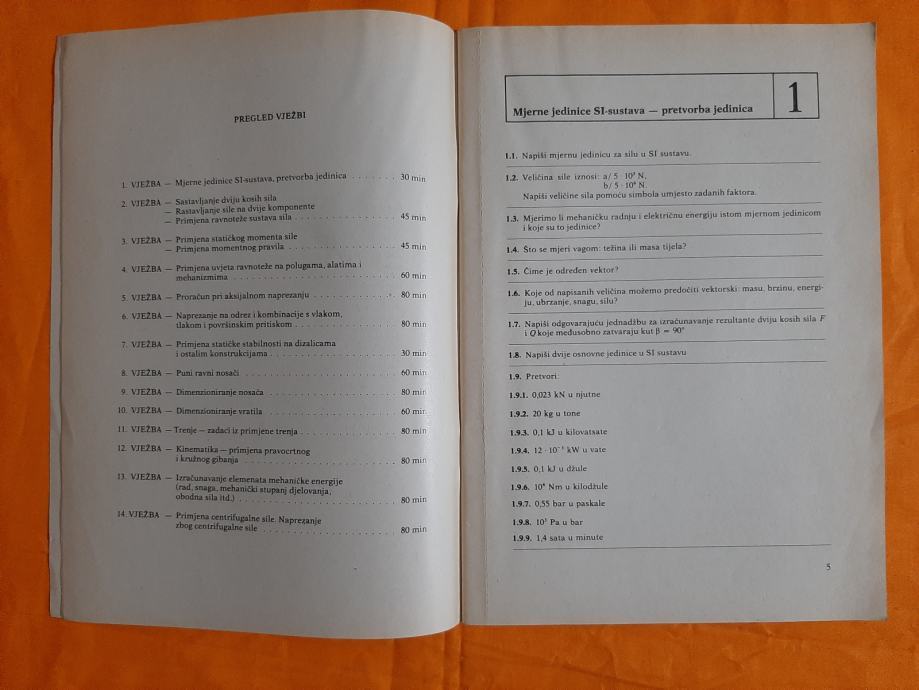 PREGLED VJEŽBI
1. VJEŽBA — Mjerne jedinice SI-sustava, pretvorba jedinica . . . . . . . . 30 min
2. VJEŽBA — Sastavljanje dviju kosih sila
— Rastavljanje sile na dvije komponente
— Primjena ravnoteže sustava sila . . . . . . . . 45 min
3. VJEŽBA — Primjena statičkog momenta sile
— Primjena momentnog pravila . . . . . . . . 45 min
4. VJEŽBA — Primjena uvjeta ravnoteže na polugama, alatima i
mehanizmima . . . . . . . . 60 min
5. VJEŽBA — Proračun pri aksijalnom naprezanju . . . . . . . . 80 min
6. VJEŽBA — Naprezanje na odrez i kombinacije s vlakom,
tlakom i površinskim pritiskom . . . . . . . . 80 min
7. VJEŽBA — Primjena statičke stabilnosti na dizalicama
i ostalim konstrukcijama . . . . . . . . 30 min
8. VJEŽBA — Puni ravni nosači . . . . . . . . 60 min
9. VJEŽBA — Dimenzioniranje nosača . . . . . . . . 80 min
10. VJEŽBA — Dimenzioniranje vratila . . . . . . . . 60 min
11. VJEŽBA — Trenje — zadaci iz primjene trenja . . . . . . . . 80 min
12. VJEŽBA — Kinematika — primjena pravocrtnog
i kružnog gibanja . . . . . . . . 80 min
13. VJEŽBA — Izračunavanje elemenata mehaničke energije
(rad, snaga, mehanički stupanj djelovanja,
obodna sila itd.) . . . . . . . . 80 min
14. VJEŽBA — Primjena centrifugalne sile. Naprezanje
zbog centrifugalne sile . . . . . . . . 80 min
Mjerne jedinice SI-sustava — pretvorba jedinica 1
1.1. Napiši mjernu jedinicu za silu u SI sustavu.
1.2. Veličina sile iznosi: a/ 5 · 10³ N,
b/ 5 · 10⁶ N.
Napiši veličine sila pomoću simbola umjesto zadanih faktora.
1.3. Mjerimo li mehaničku radnju i električnu energiju istom mjernom jedinicom
i koje su to jedinice?
1.4. Što se mjeri vagom: težina ili masa tijela?
1.5. Čime je određen vektor?
1.6. Koje od napisanih veličina možemo predočiti vektorski: masu, brzinu, energi-
ju, ubrzanje, snagu, silu?
1.7. Napiši odgovarajuću jednadžbu za izračunavanje rezultante dviju kosih sila F
i Q koje međusobno zatvaraju kut β = 90°
1.8. Napiši dvije osnovne jedinice u SI sustavu
1.9. Pretvori:
1.9.1. 0,023 kN u njutne
1.9.2. 20 kg u tone
1.9.3. 0,1 kJ u kilovatsate
1.9.4. 12 · kW u vate
1.9.5. 0,1 kJ u džule
1.9.6. Nm u kilodžule
1.9.7. 0,55 bar u paskale
1.9.8. Pa u bar
1.9.9. 1,4 sata u minute
5